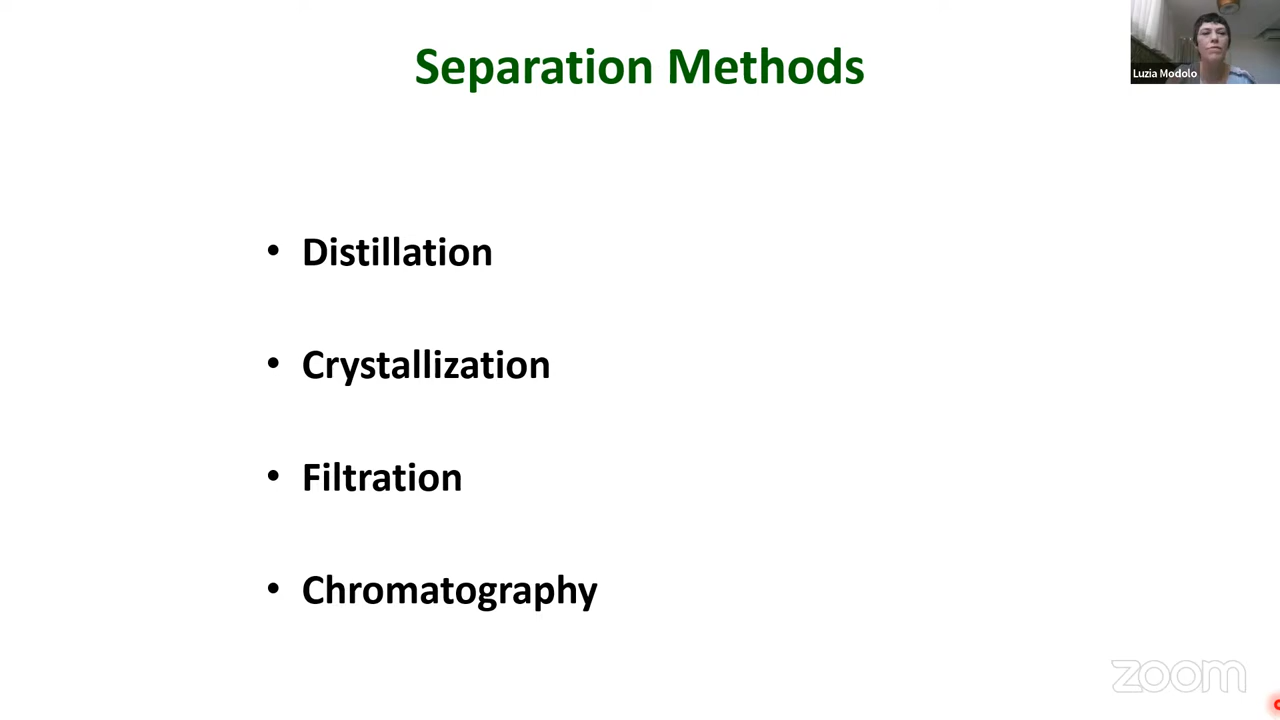 Separation Methods
Luzia Modolo
• Distillation
• Crystallization
• Filtration
• Chromatography
zoom